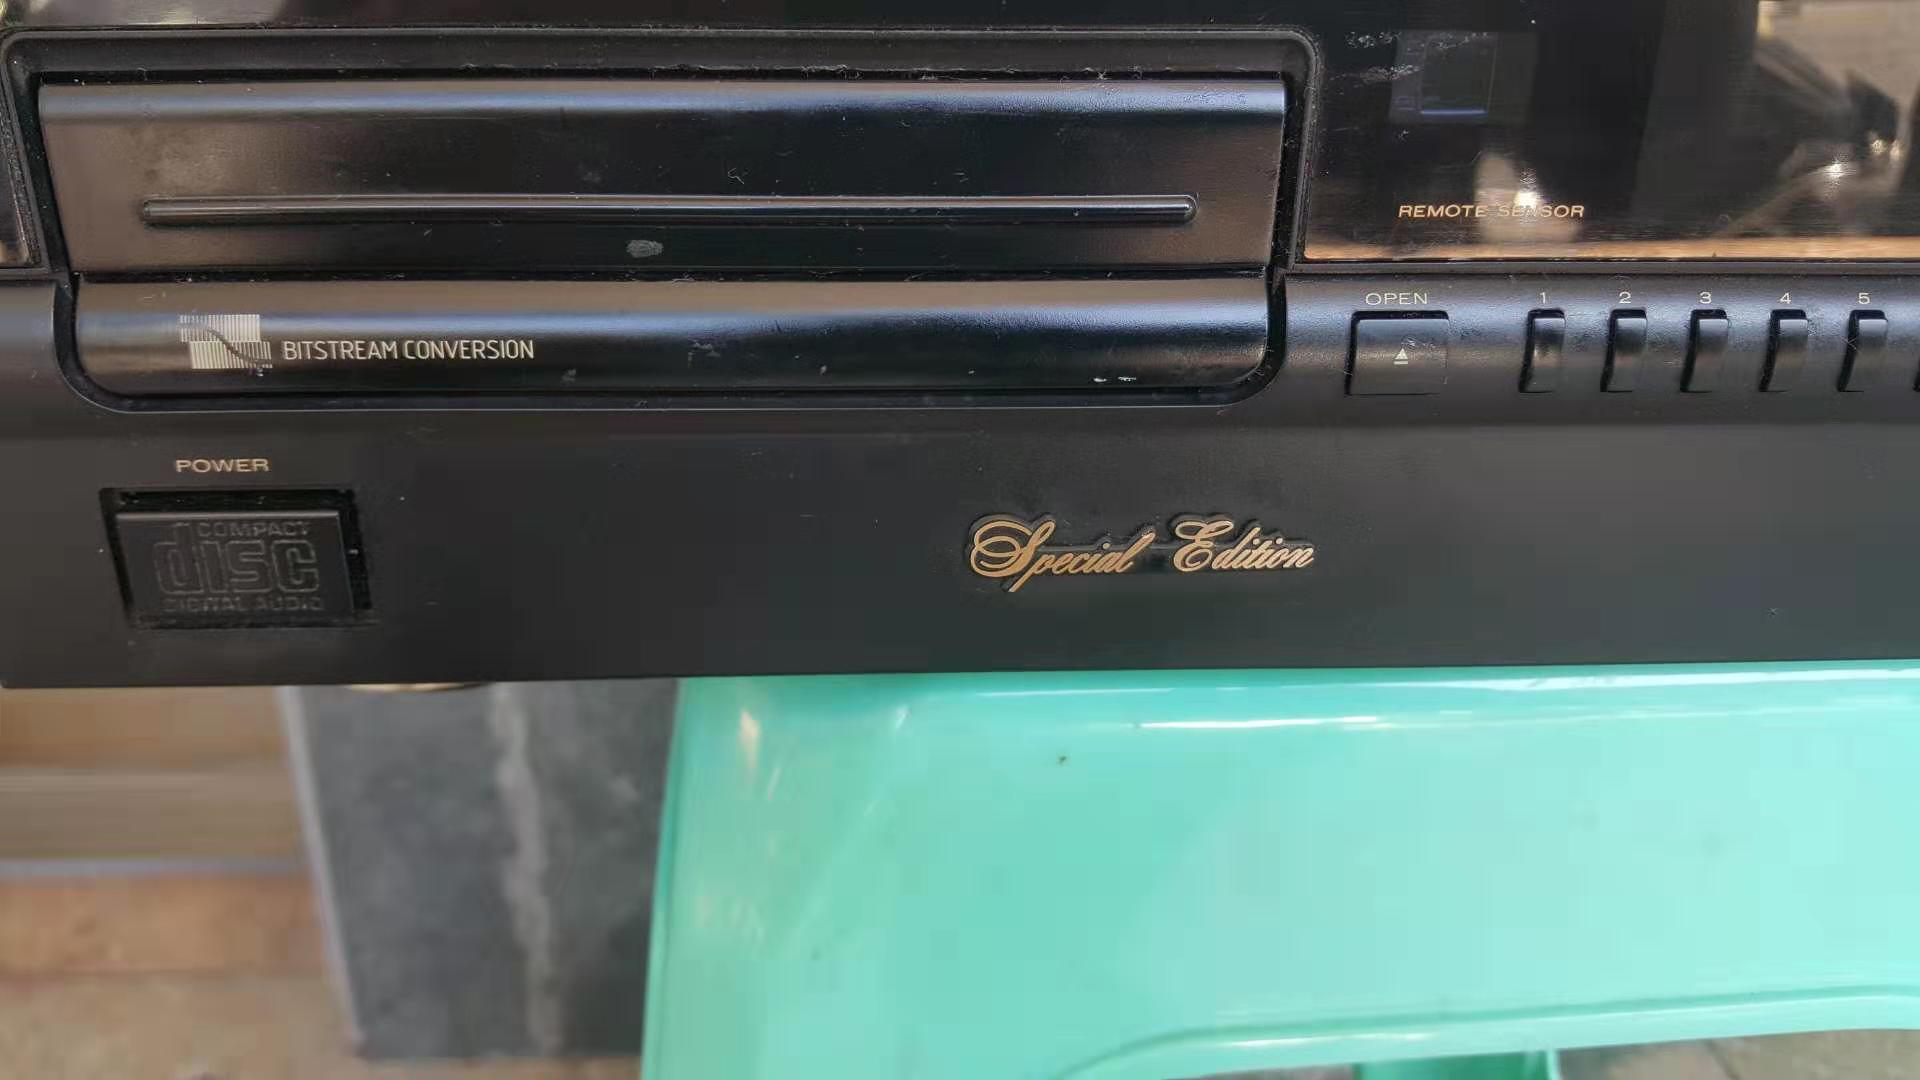 REMOTE SENSOR
OPEN 1 2 3 4 5
BITSTREAM CONVERSION
POWER
COMPACT
disc
DIGITAL AUDIO
Special Edition